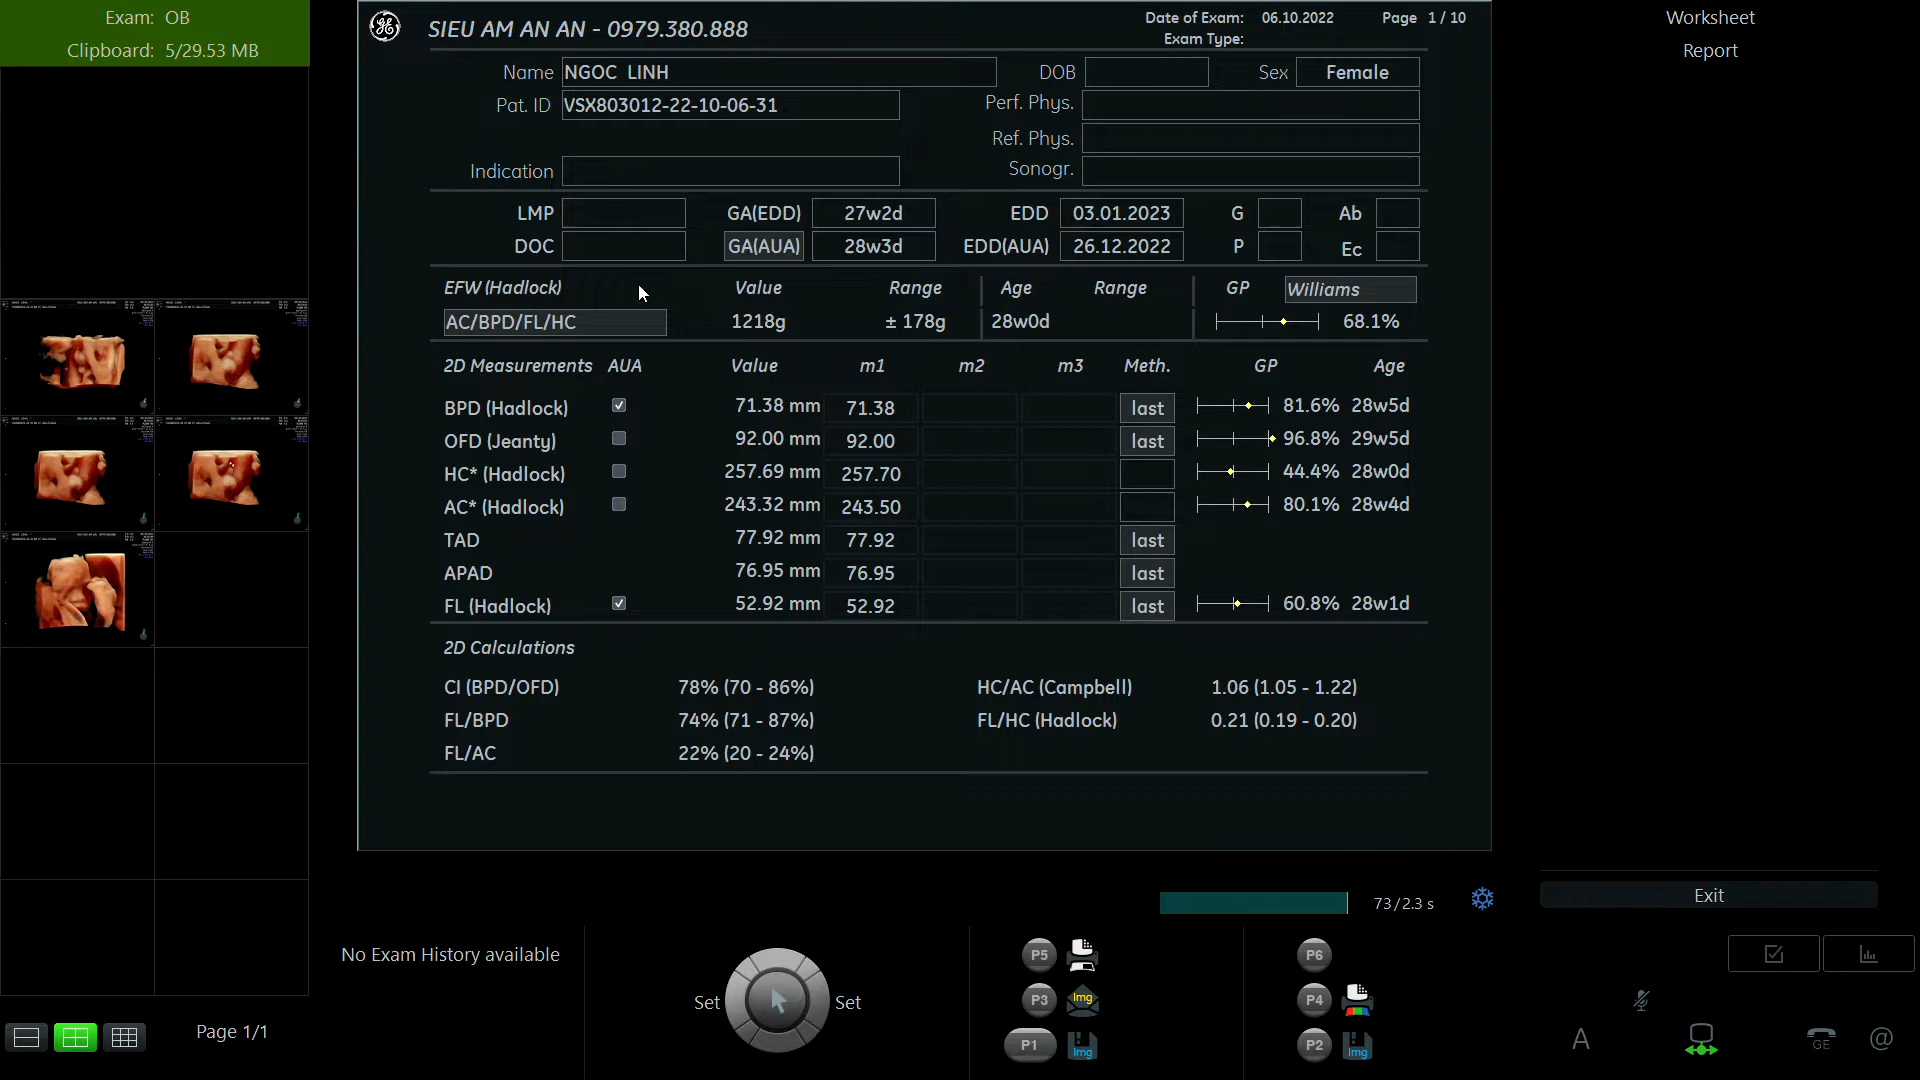 Exam: OB
Clipboard: 5/29.53 MB
SIEU AM AN AN - 0979.380.888
Date of Exam: 06.10.2022 Page 1 / 10
Exam Type:
Name NGOC LINH DOB Sex Female
Pat. ID VSX803012-22-10-06-31 Perf. Phys.
Ref. Phys.
Indication Sonogr.
LMP GA(EDD) 27w2d EDD 03.01.2023 G Ab
DOC GA(AUA) 28w3d EDD(AUA) 26.12.2022 P Ec
EFW (Hadlock) Value Range Age Range GP Williams
AC/BPD/FL/HC 1218g ± 178g 28w0d 68.1%
2D Measurements AUA Value m1 m2 m3 Meth. GP Age
BPD (Hadlock) 71.38 mm 71.38 last 81.6% 28w5d
OFD (Jeanty) 92.00 mm 92.00 last 96.8% 29w5d
HC* (Hadlock) 257.69 mm 257.70 44.4% 28w0d
AC* (Hadlock) 243.32 mm 243.50 80.1% 28w4d
TAD 77.92 mm 77.92 last
APAD 76.95 mm 76.95 last
FL (Hadlock) 52.92 mm 52.92 last 60.8% 28w1d
2D Calculations
CI (BPD/OFD) 78% (70 - 86%) HC/AC (Campbell) 1.06 (1.05 - 1.22)
FL/BPD 74% (71 - 87%) FL/HC (Hadlock) 0.21 (0.19 - 0.20)
FL/AC 22% (20 - 24%)
Worksheet
Report
73/2.3 s
Exit
No Exam History available
Set Set
P5 P6
P3 Img P4
P1 Img P2 Img
Page 1/1
A GE @